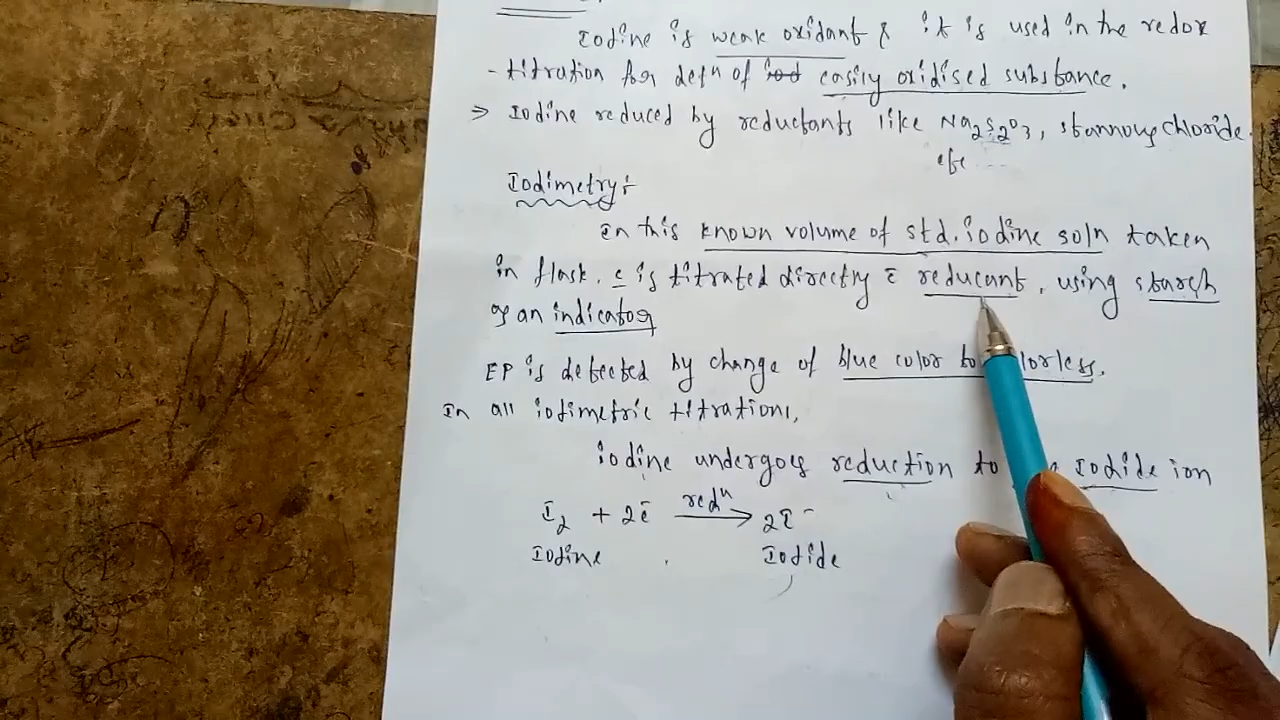 Iodine is weak oxidant & it is used in the redox
-titration for detn of iod easily oxidised substance.
⇒ Iodine reduced by reductants like Na2S2O3, stannous chloride
etc
Iodimetry:
In this known volume of std. iodine soln taken
in flask. c is titrated directly c̄ reducant, using starch
as an indicator
EP is detected by change of blue color to colorless.
In all iodimetric titrations,
iodine undergoes reduction to Iodide ion
I2 + 2ē redn → 2I-
Iodine Iodide